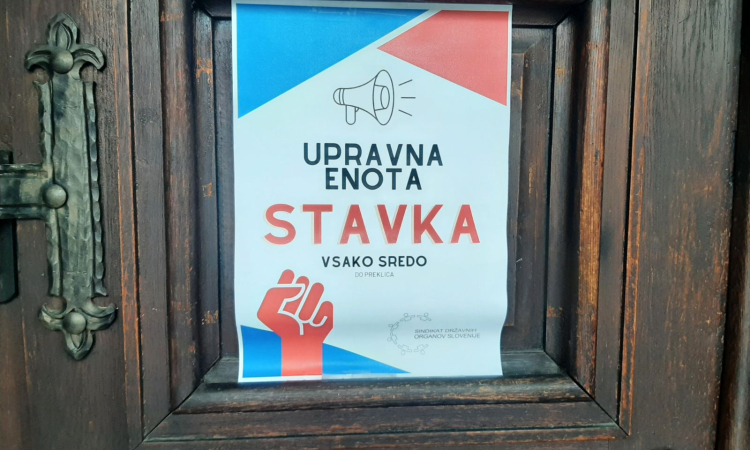 UPRAVNA
ENOTA
STAVKA
VSAKO SREDO
DO PREKLICA
SINDIKAT DRŽAVNIH
ORGANOV SLOVENIJE